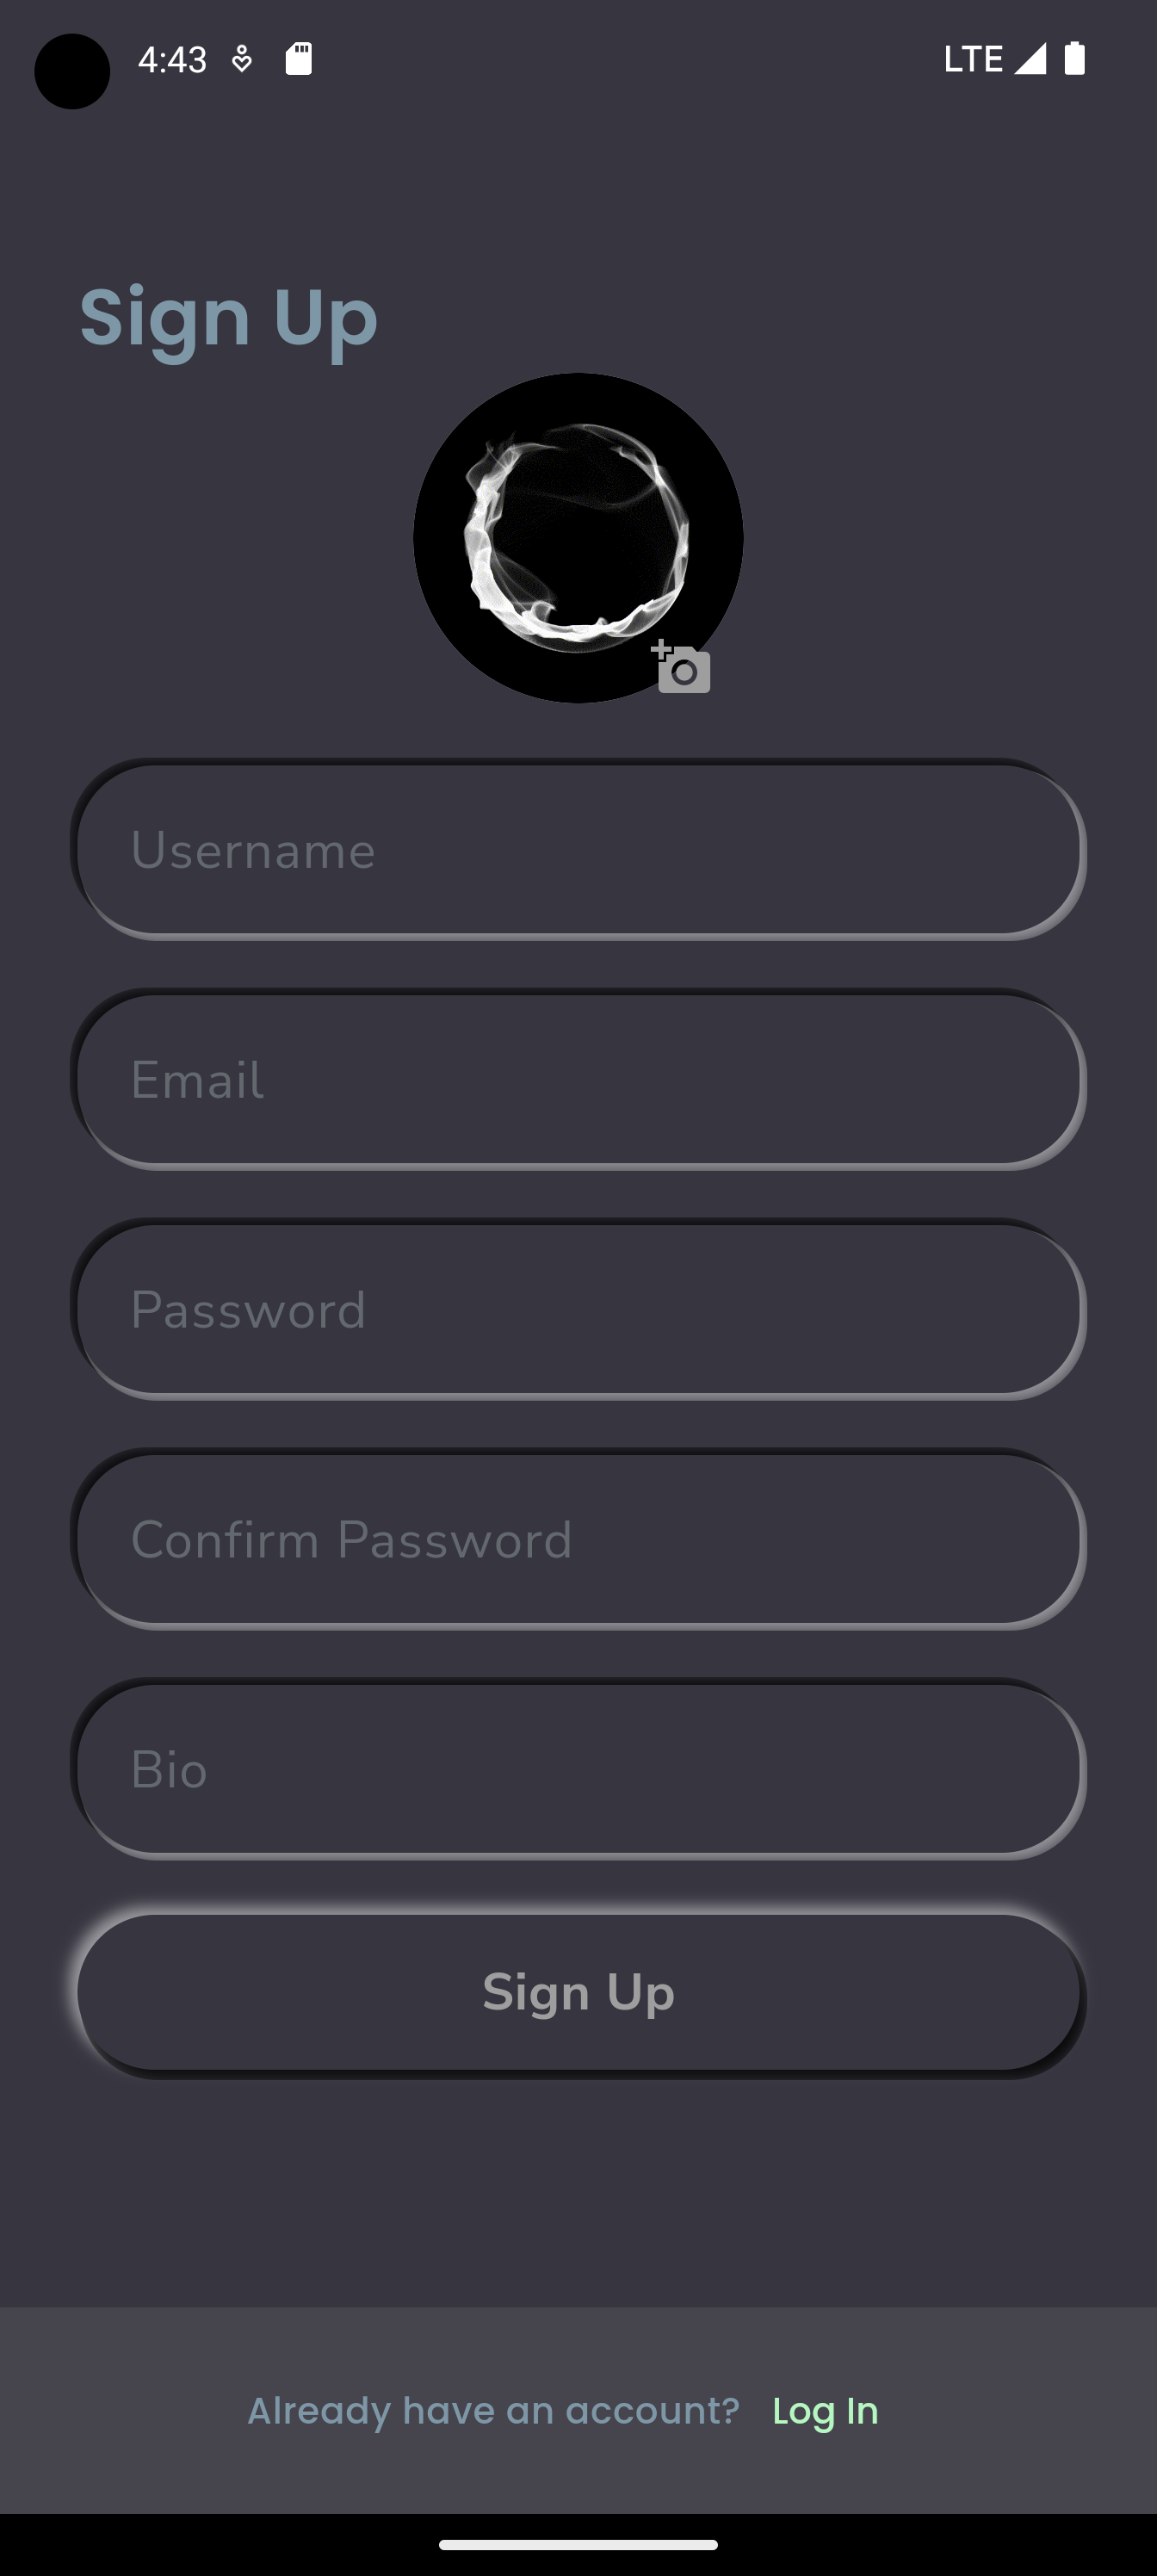 4:43 LTE
Sign Up
Username
Email
Password
Confirm Password
Bio
Sign Up
Already have an account? Log In